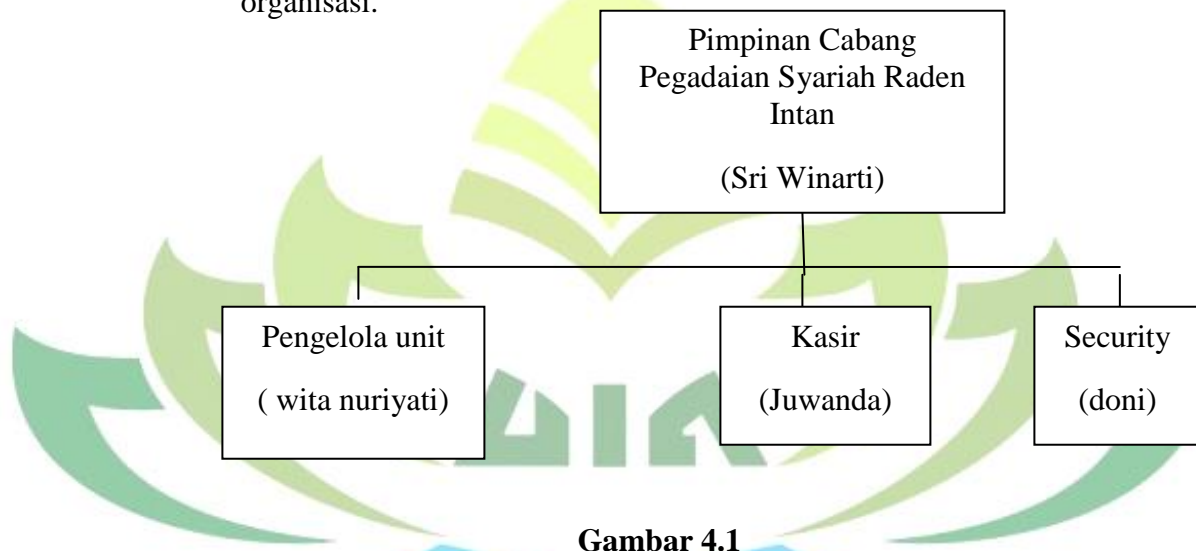 organisasi.
Pimpinan Cabang
Pegadaian Syariah Raden
Intan
(Sri Winarti)
Pengelola unit
( wita nuriyati)
Kasir
(Juwanda)
Security
(doni)
Gambar 4.1